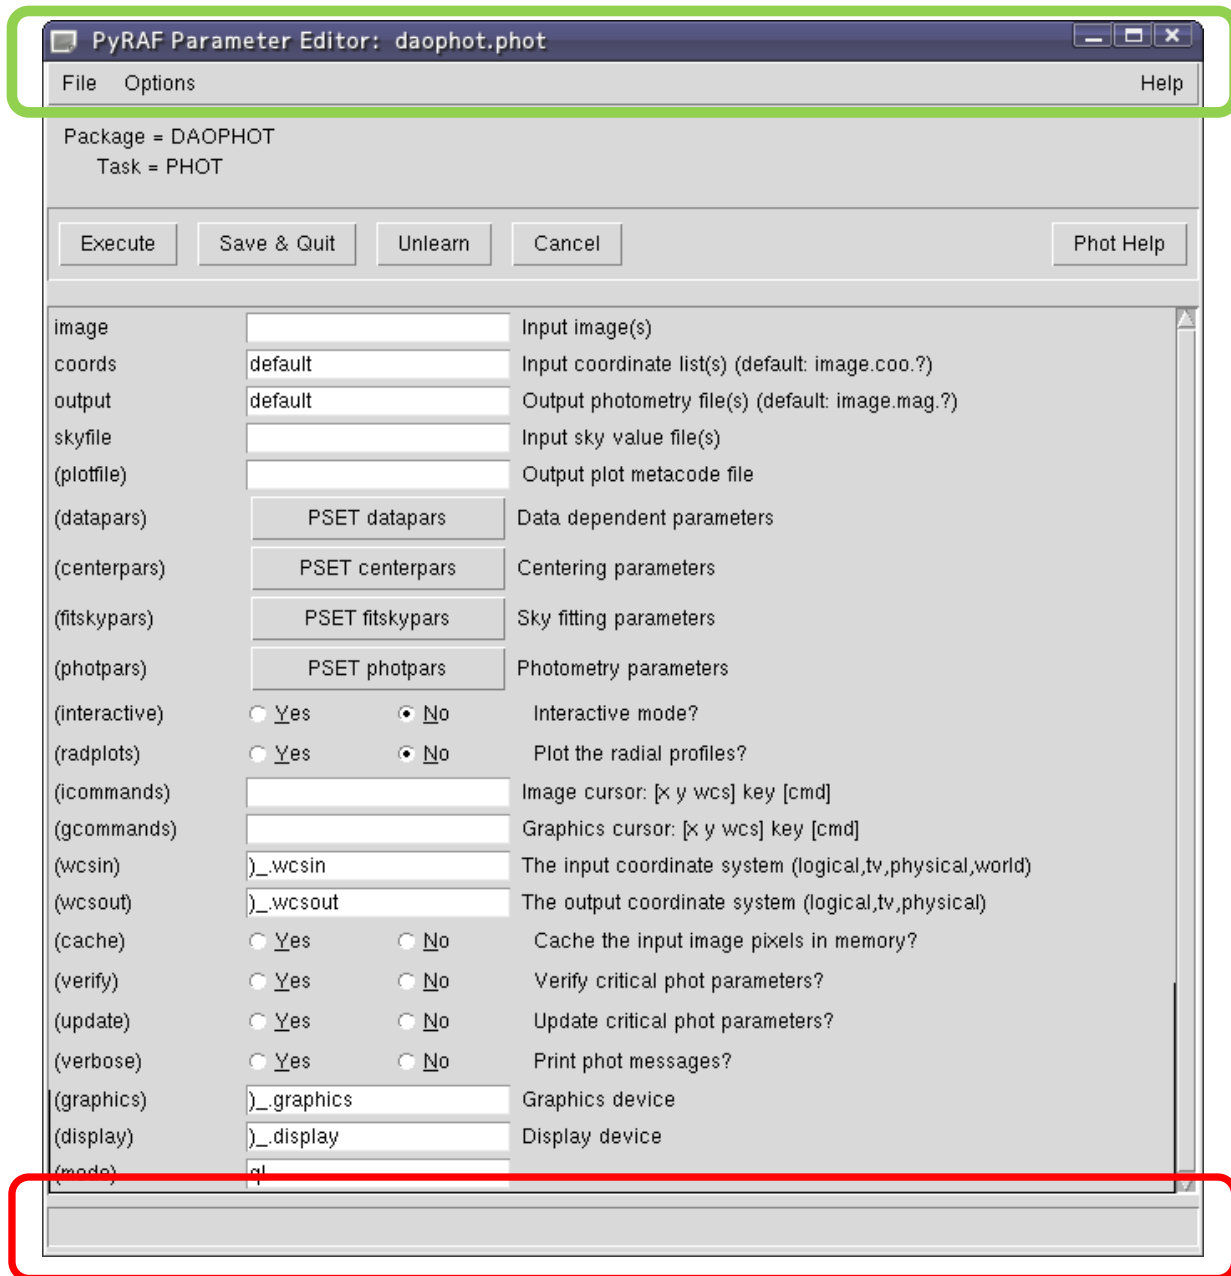 PyRAF Parameter Editor: daophot.phot
File Options Help
Package = DAOPHOT
Task = PHOT
Execute Save & Quit Unlearn Cancel Phot Help
image Input image(s)
coords default Input coordinate list(s) (default: image.coo.?)
output default Output photometry file(s) (default: image.mag.?)
skyfile Input sky value file(s)
(plotfile) Output plot metacode file
(datapars) PSET datapars Data dependent parameters
(centerpars) PSET centerpars Centering parameters
(fitskypars) PSET fitskypars Sky fitting parameters
(photpars) PSET photpars Photometry parameters
(interactive) Yes No Interactive mode?
(radplots) Yes No Plot the radial profiles?
(icommands) Image cursor: [x y wcs] key [cmd]
(gcommands) Graphics cursor: [x y wcs] key [cmd]
(wcsin) )_.wcsin The input coordinate system (logical,tv,physical,world)
(wcsout) )_.wcsout The output coordinate system (logical,tv,physical)
(cache) Yes No Cache the input image pixels in memory?
(verify) Yes No Verify critical phot parameters?
(update) Yes No Update critical phot parameters?
(verbose) Yes No Print phot messages?
(graphics) )_.graphics Graphics device
(display) )_.display Display device
(mode) ql